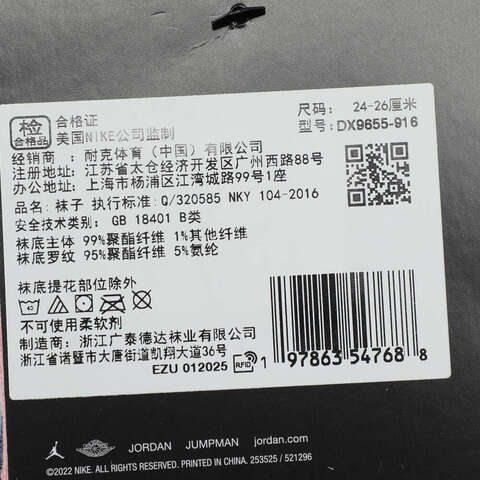 检
合格品
合格证
美国NIKE公司监制
尺码： 24-26厘米
型号：DX9655-916
经销商： 耐克体育（中国）有限公司
注册地址：江苏省太仓经济开发区广州西路88号
办公地址：上海市杨浦区江湾城路99号1座
品名：袜子 执行标准：Q/320585 NKY 104-2016
安全技术类别： GB 18401 B类
袜底主体 99%聚酯纤维 1%其他纤维
袜底罗纹 95%聚酯纤维 5%氨纶
袜底提花部位除外
40
不可使用柔软剂
制造商：浙江广泰德达袜业有限公司
浙江省诸暨市大唐街道凯翔大道36号
EZU 012025 RFID
1 97863 54768 8
JORDAN JUMPMAN jordan.com
©2022 NIKE. ALL RIGHTS RESERVED. PRINTED IN CHINA. 253525 / 521296